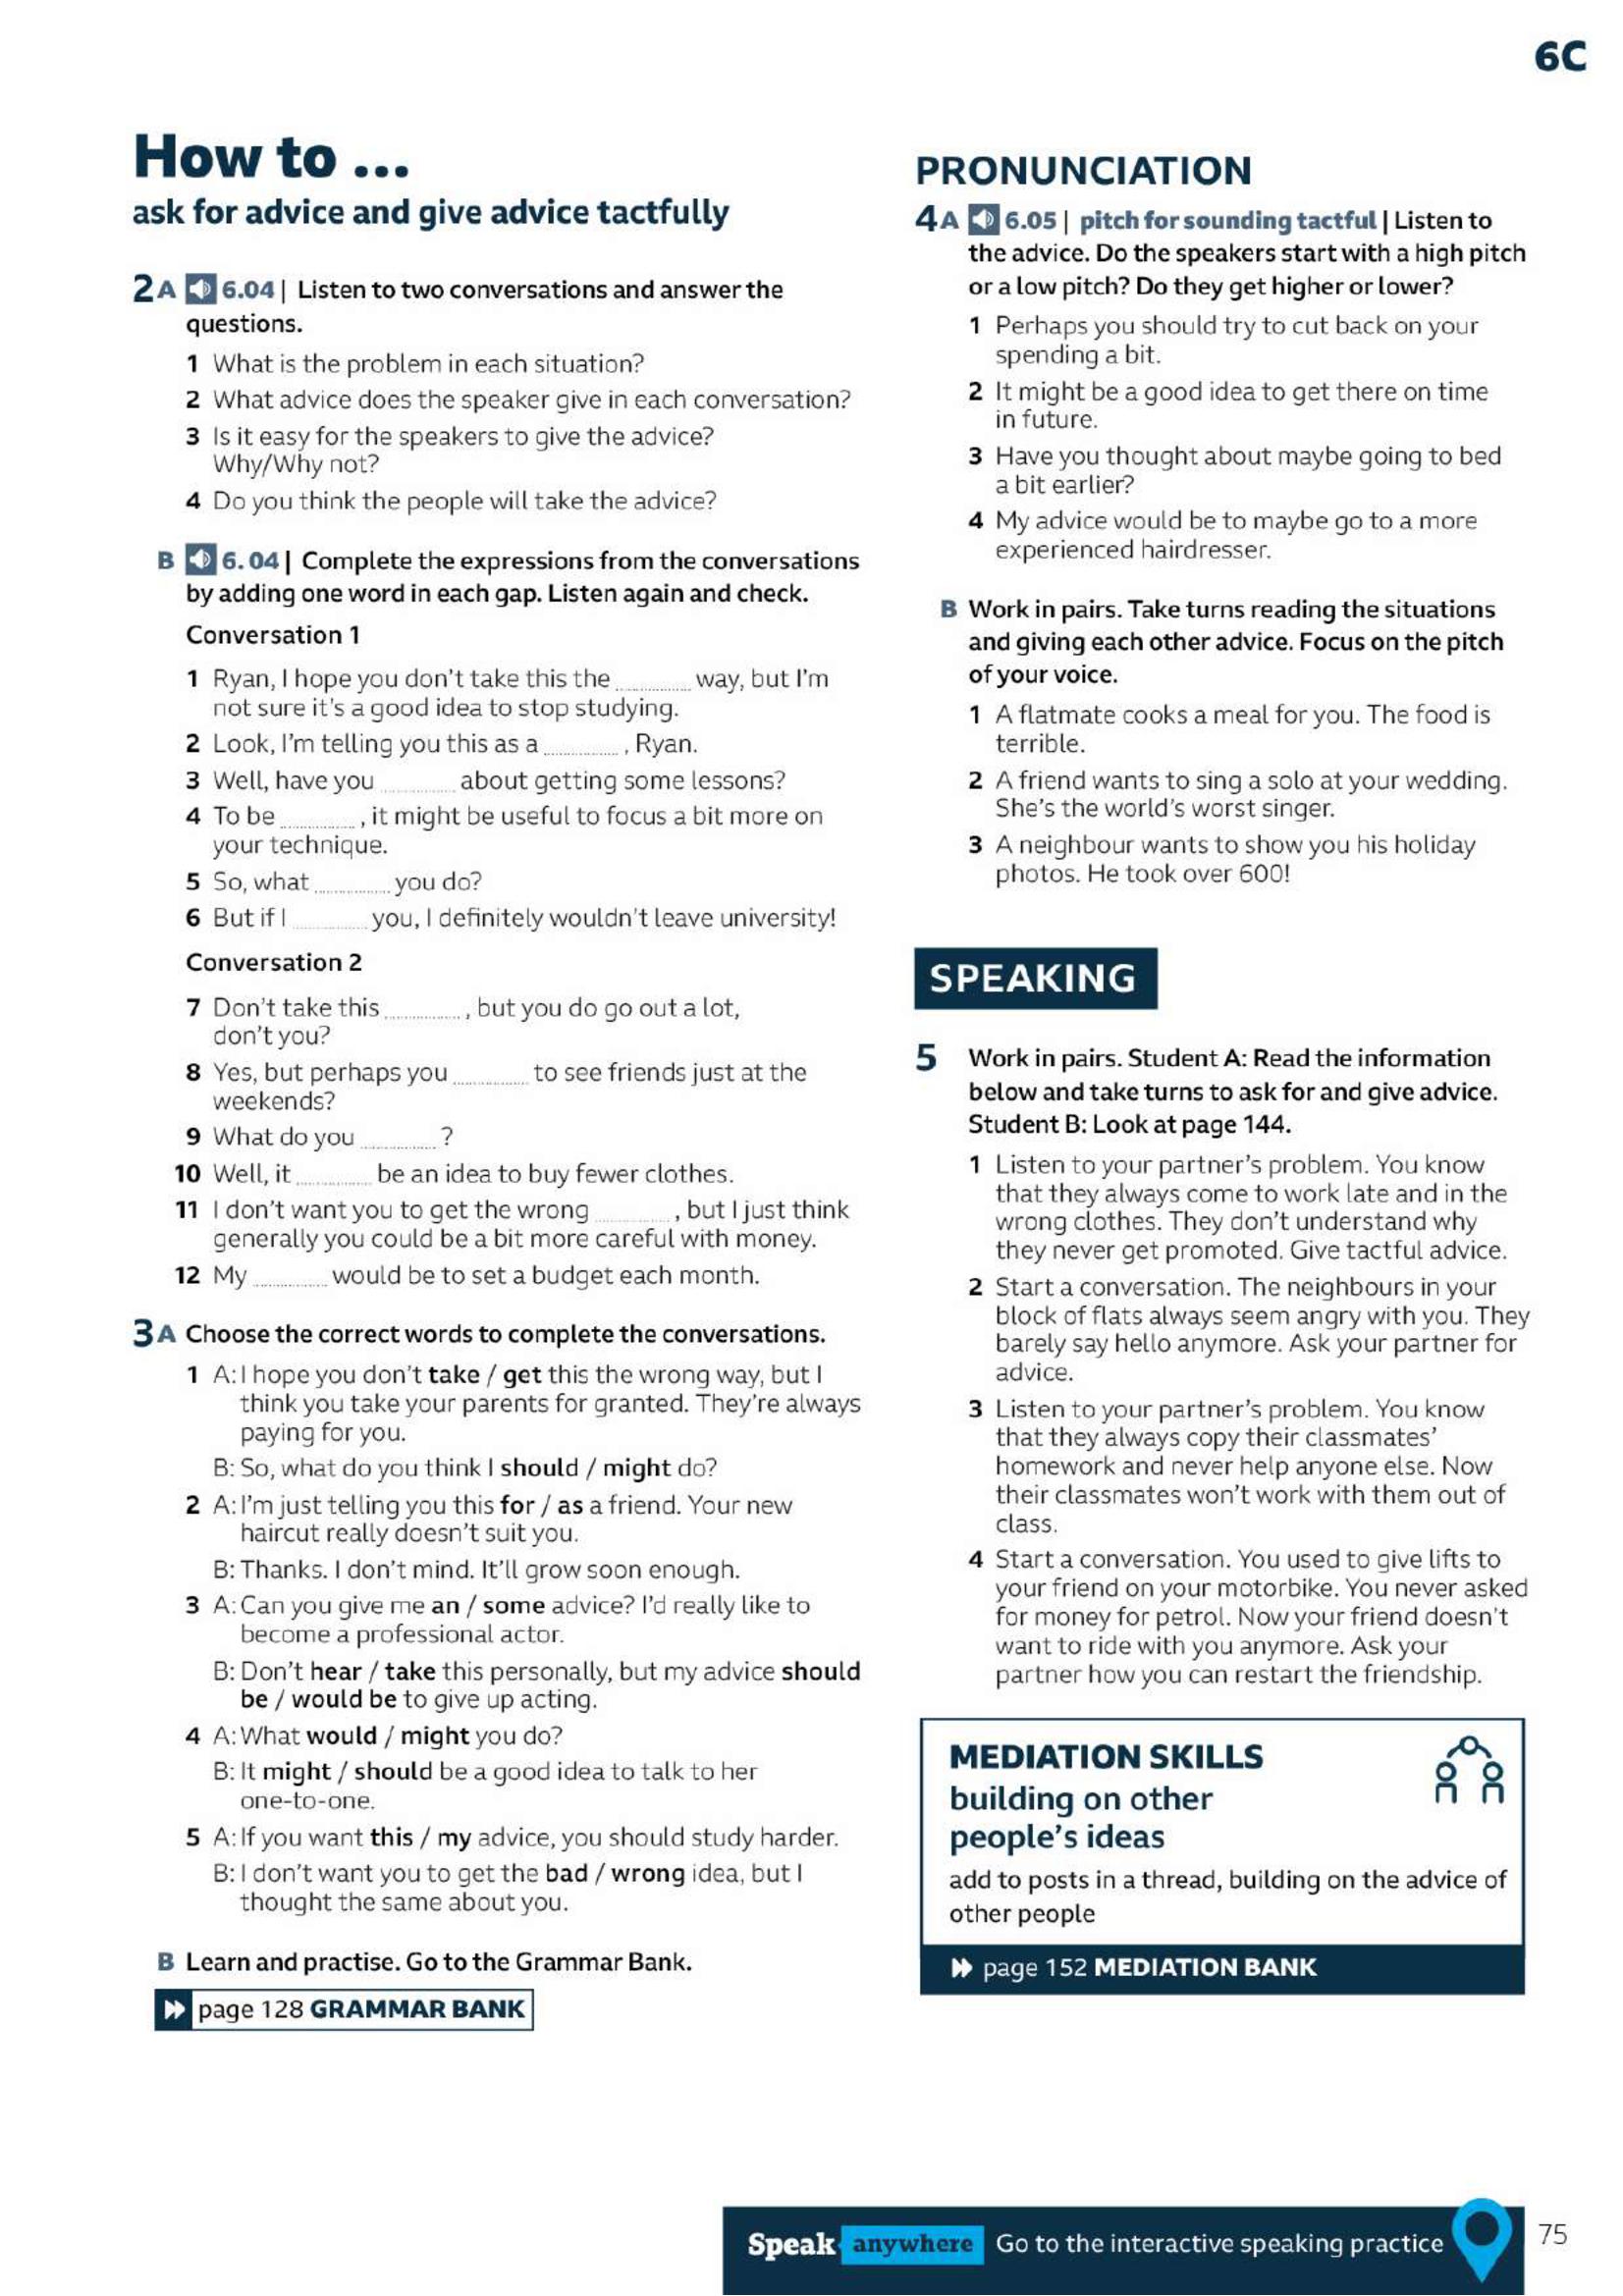 6C
How to ...
ask for advice and give advice tactfully
2A 6.04 | Listen to two conversations and answer the
questions.
1 What is the problem in each situation?
2 What advice does the speaker give in each conversation?
3 Is it easy for the speakers to give the advice?
Why/Why not?
4 Do you think the people will take the advice?
B 6.04 | Complete the expressions from the conversations
by adding one word in each gap. Listen again and check.
Conversation 1
1 Ryan, I hope you don't take this the ............ way, but I'm
not sure it's a good idea to stop studying.
2 Look, I'm telling you this as a ............ , Ryan.
3 Well, have you ............ about getting some lessons?
4 To be ............ , it might be useful to focus a bit more on
your technique.
5 So, what ............ you do?
6 But if I ............ you, I definitely wouldn't leave university!
Conversation 2
7 Don't take this ............ , but you do go out a lot,
don't you?
8 Yes, but perhaps you ............ to see friends just at the
weekends?
9 What do you ............ ?
10 Well, it ............ be an idea to buy fewer clothes.
11 I don't want you to get the wrong ............ , but I just think
generally you could be a bit more careful with money.
12 My ............ would be to set a budget each month.
3A Choose the correct words to complete the conversations.
1 A: I hope you don't take / get this the wrong way, but I
think you take your parents for granted. They're always
paying for you.
B: So, what do you think I should / might do?
2 A: I'm just telling you this for / as a friend. Your new
haircut really doesn't suit you.
B: Thanks. I don't mind. It'll grow soon enough.
3 A: Can you give me an / some advice? I'd really like to
become a professional actor.
B: Don't hear / take this personally, but my advice should
be / would be to give up acting.
4 A: What would / might you do?
B: It might / should be a good idea to talk to her
one-to-one.
5 A: If you want this / my advice, you should study harder.
B: I don't want you to get the bad / wrong idea, but I
thought the same about you.
B Learn and practise. Go to the Grammar Bank.
page 128 GRAMMAR BANK
PRONUNCIATION
4A 6.05 | pitch for sounding tactful | Listen to
the advice. Do the speakers start with a high pitch
or a low pitch? Do they get higher or lower?
1 Perhaps you should try to cut back on your
spending a bit.
2 It might be a good idea to get there on time
in future.
3 Have you thought about maybe going to bed
a bit earlier?
4 My advice would be to maybe go to a more
experienced hairdresser.
B Work in pairs. Take turns reading the situations
and giving each other advice. Focus on the pitch
of your voice.
1 A flatmate cooks a meal for you. The food is
terrible.
2 A friend wants to sing a solo at your wedding.
She's the world's worst singer.
3 A neighbour wants to show you his holiday
photos. He took over 600!
SPEAKING
5 Work in pairs. Student A: Read the information
below and take turns to ask for and give advice.
Student B: Look at page 144.
1 Listen to your partner's problem. You know
that they always come to work late and in the
wrong clothes. They don't understand why
they never get promoted. Give tactful advice.
2 Start a conversation. The neighbours in your
block of flats always seem angry with you. They
barely say hello anymore. Ask your partner for
advice.
3 Listen to your partner's problem. You know
that they always copy their classmates'
homework and never help anyone else. Now
their classmates won't work with them out of
class.
4 Start a conversation. You used to give lifts to
your friend on your motorbike. You never asked
for money for petrol. Now your friend doesn't
want to ride with you anymore. Ask your
partner how you can restart the friendship.
MEDIATION SKILLS
building on other
people's ideas
add to posts in a thread, building on the advice of
other people
page 152 MEDIATION BANK
Speak anywhere Go to the interactive speaking practice
75